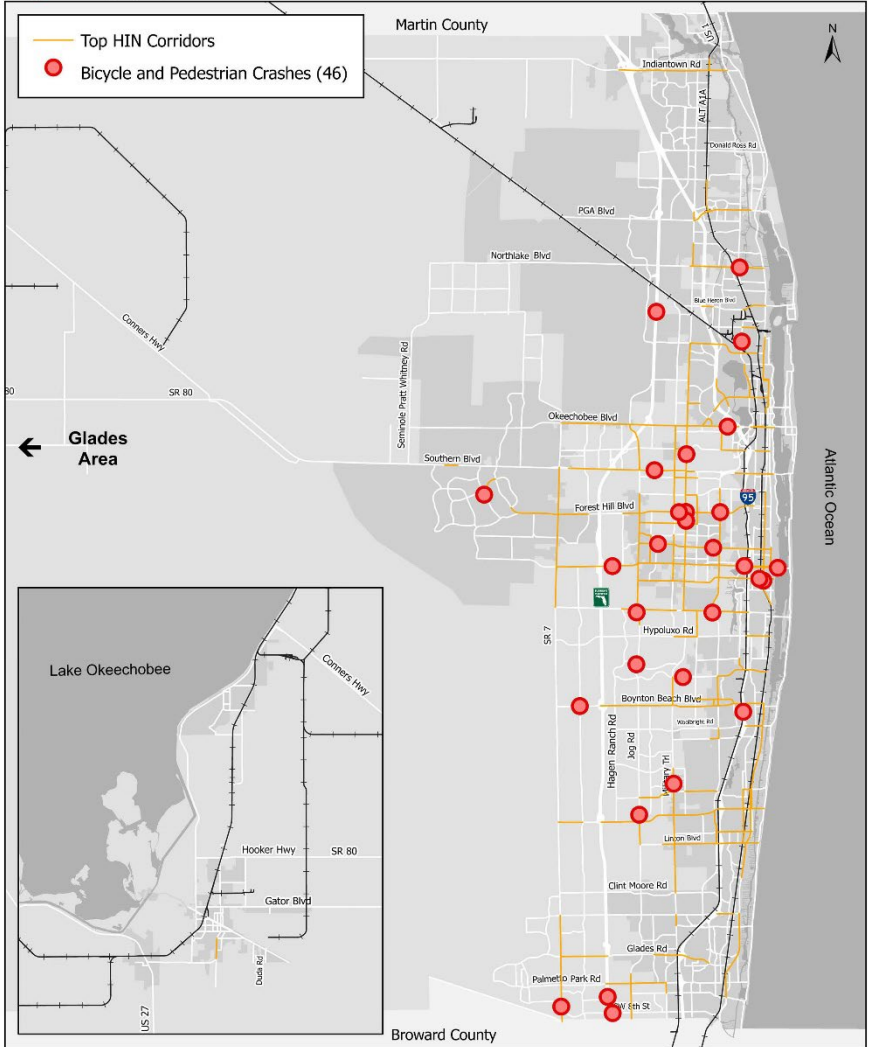 Martin County
Top HIN Corridors
Bicycle and Pedestrian Crashes (46)
N
US 1
Indiantown Rd
ALT A1A
Donald Ross Rd
PGA Blvd
Northlake Blvd
Blue Heron Blvd
Conners Hwy
Seminole Pratt Whitney Rd
80
SR 80
Okeechobee Blvd
Glades
Area
Southern Blvd
Atlantic Ocean
95
Forest Hill Blvd
SR 7
Hypoluxo Rd
Lake Okeechobee
Conners Hwy
Boynton Beach Blvd
Woolbright Rd
Hagen Ranch Rd
Jog Rd
Military Trl
Linton Blvd
Hooker Hwy
SR 80
Clint Moore Rd
Gator Blvd
Glades Rd
Duda Rd
Palmetto Park Rd
SW 8th St
US 27
Broward County